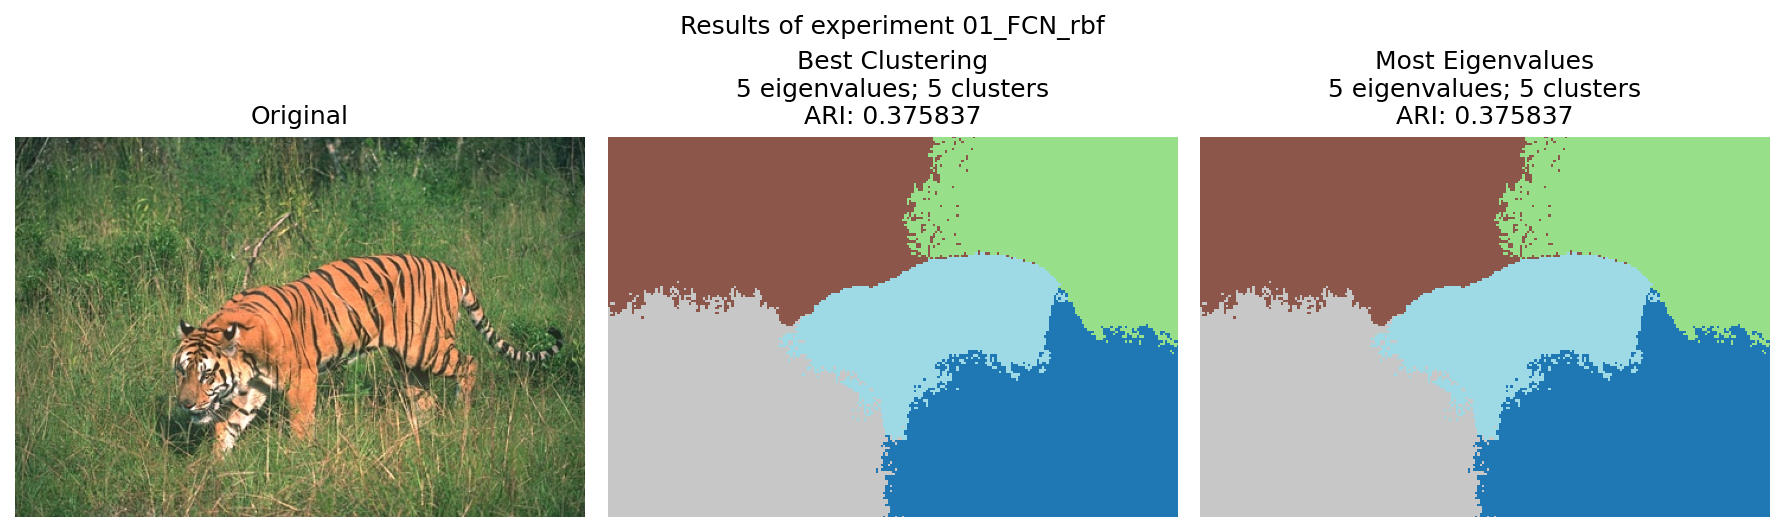 Results of experiment 01_FCN_rbf
Original
Best Clustering
5 eigenvalues; 5 clusters
ARI: 0.375837
Most Eigenvalues
5 eigenvalues; 5 clusters
ARI: 0.375837